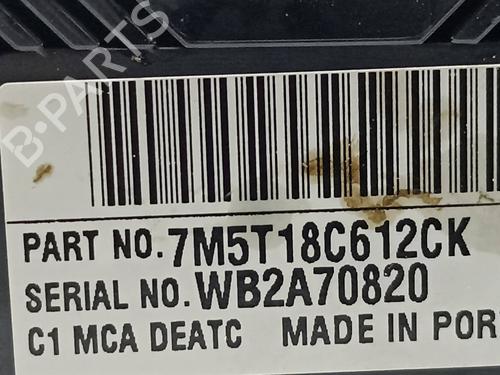 B-PARTS
PART NO. 7M5T18C612CK
SERIAL NO. WB2A70820
C1 MCA DEATC MADE IN POR